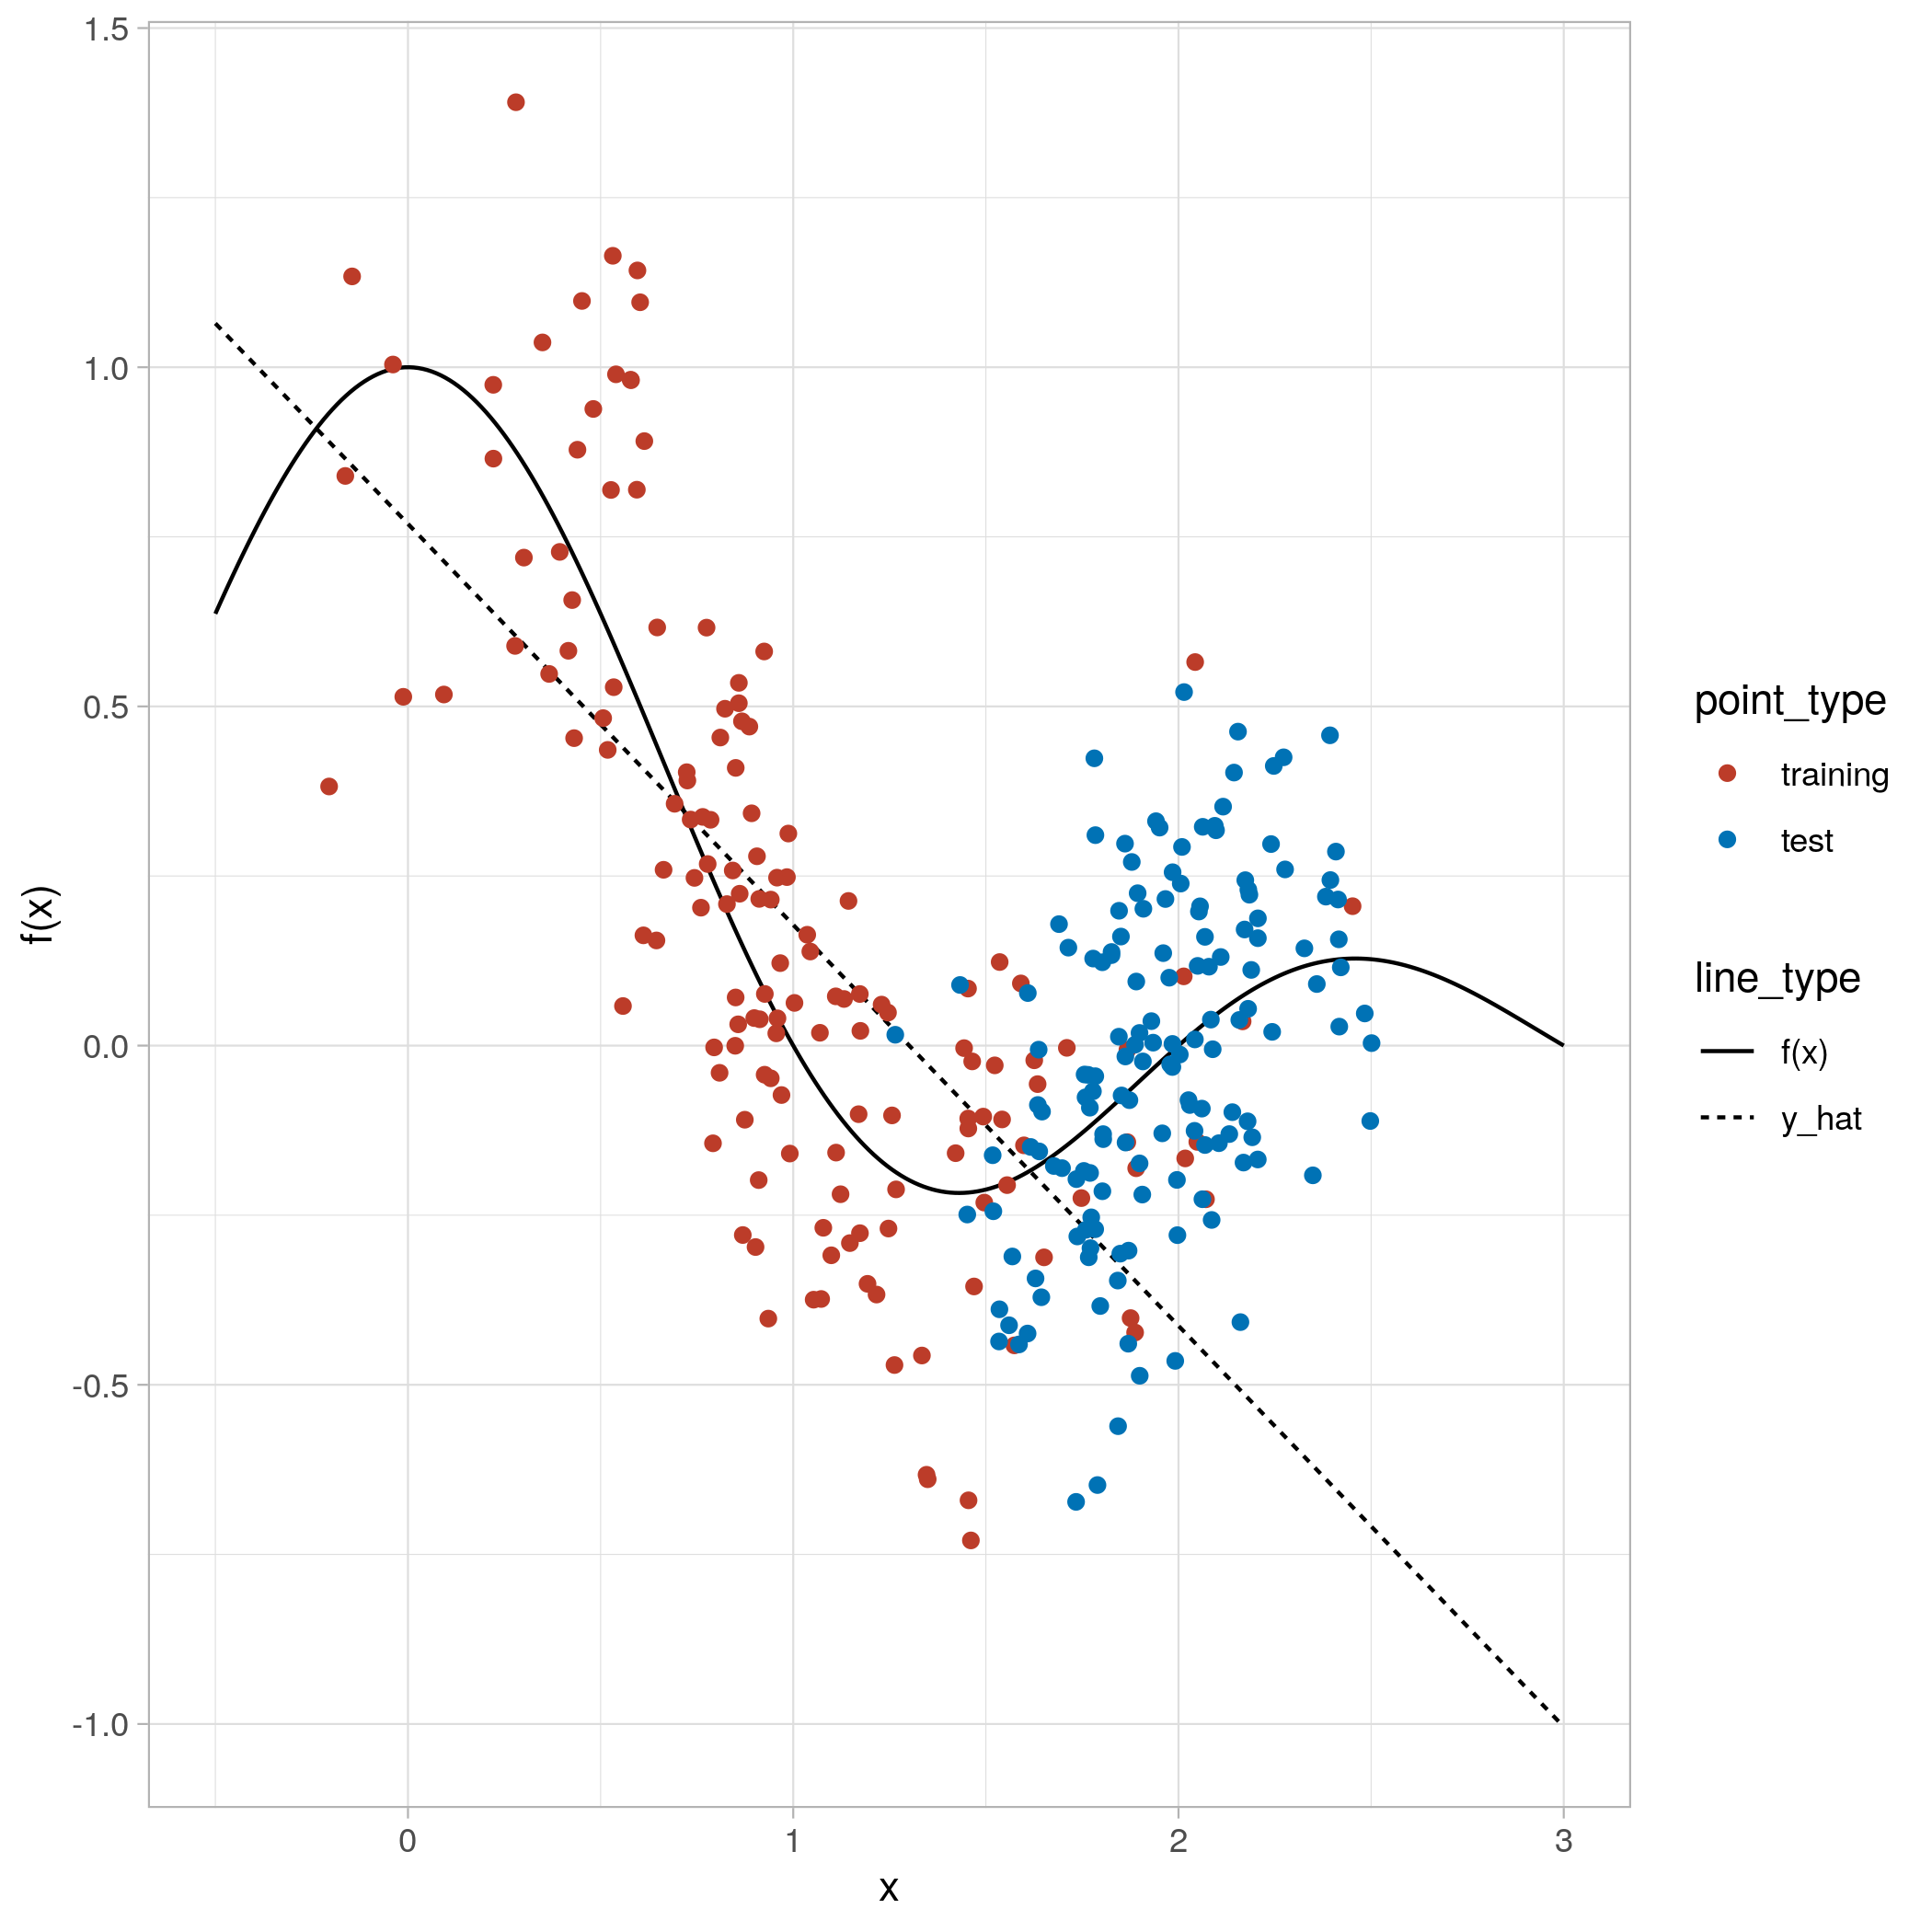 1.5
1.0
0.5
0.0
-0.5
-1.0
f(x)
0
1
2
3
x
point_type
training
test
line_type
f(x)
y_hat